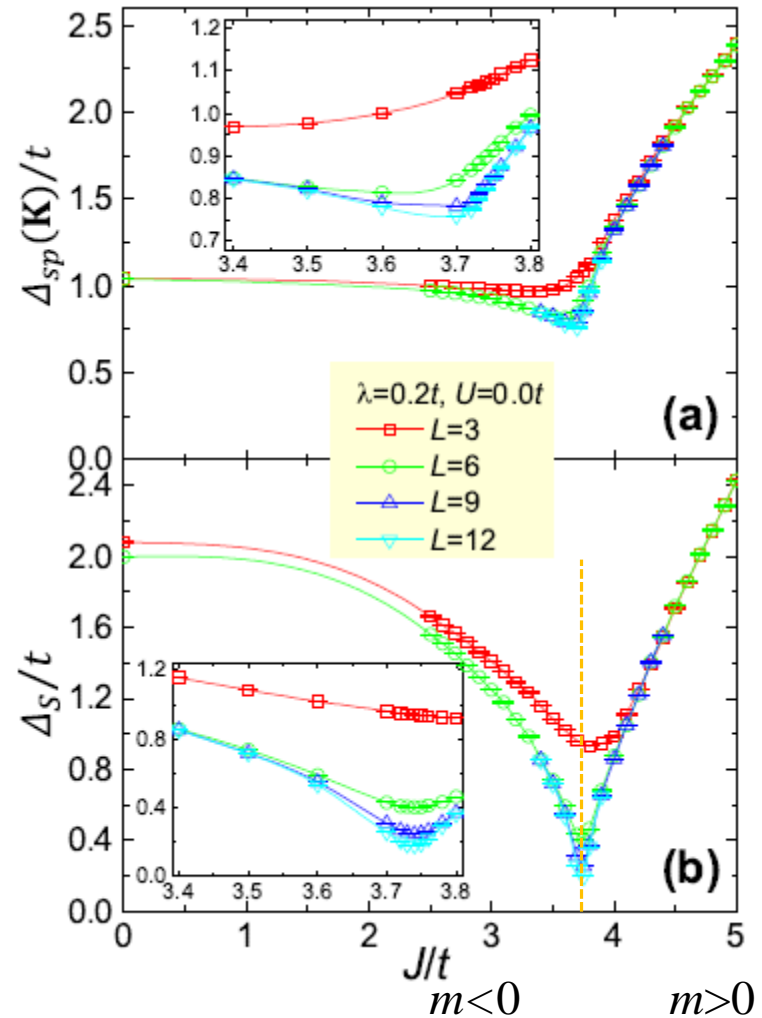 2.5
2.0
1.5
1.0
0.5
0.0
Δsp(K)/t
1.2
1.1
1.0
0.9
0.8
0.7
3.4 3.5 3.6 3.7 3.8
λ=0.2t, U=0.0t
L=3
L=6
L=9
L=12
(a)
2.4
2.0
1.6
1.2
0.8
0.4
0.0
ΔS/t
1.2
0.8
0.4
0.0
3.4 3.5 3.6 3.7 3.8
(b)
0 1 2 3 4 5
J/t
m<0 m>0